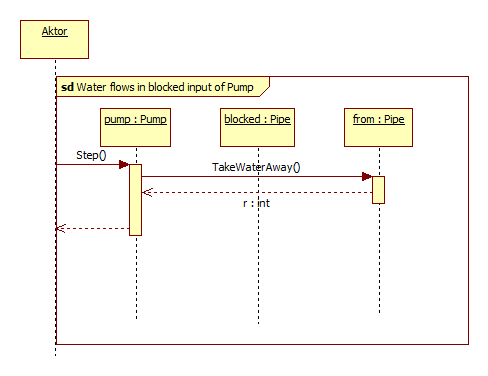 Aktor
sd Water flows in blocked input of Pump
pump : Pump
blocked : Pipe
from : Pipe
Step()
TakeWaterAway()
r : int